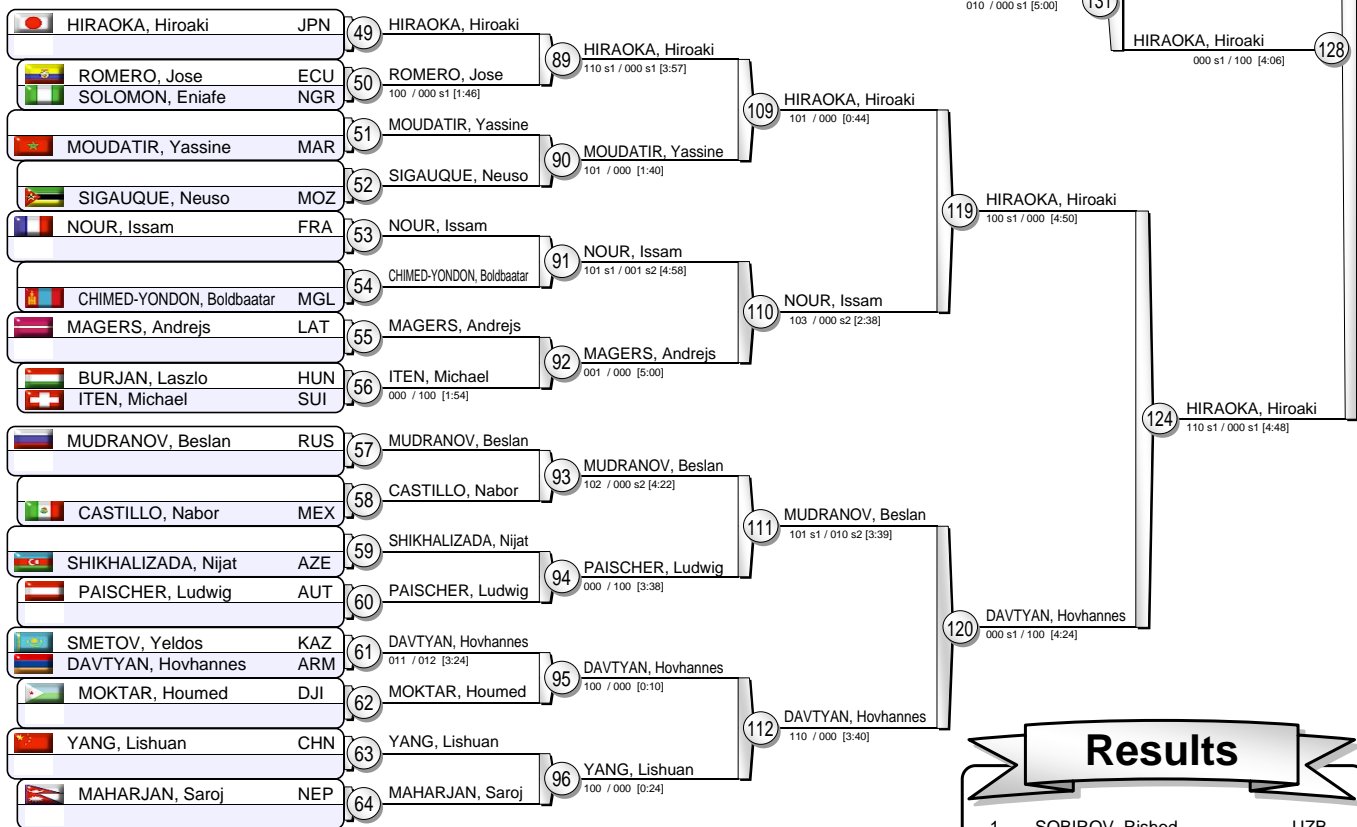 010 / 000 s1 [5:00]
131
HIRAOKA, Hiroaki
000 s1 / 100 [4:06]
128
HIRAOKA, Hiroaki JPN
49
HIRAOKA, Hiroaki
ROMERO, Jose ECU
SOLOMON, Eniafe NGR
50
ROMERO, Jose
100 / 000 s1 [1:46]
89
HIRAOKA, Hiroaki
110 s1 / 000 s1 [3:57]
MOUDATIR, Yassine MAR
51
MOUDATIR, Yassine
SIGAUQUE, Neuso MOZ
52
SIGAUQUE, Neuso
90
MOUDATIR, Yassine
101 / 000 [1:40]
109
HIRAOKA, Hiroaki
101 / 000 [0:44]
NOUR, Issam FRA
53
NOUR, Issam
CHIMED-YONDON, Boldbaatar MGL
54
CHIMED-YONDON, Boldbaatar
91
NOUR, Issam
101 s1 / 001 s2 [4:58]
MAGERS, Andrejs LAT
55
MAGERS, Andrejs
BURJAN, Laszlo HUN
ITEN, Michael SUI
56
ITEN, Michael
000 / 100 [1:54]
92
MAGERS, Andrejs
001 / 000 [5:00]
110
NOUR, Issam
103 / 000 s2 [2:38]
119
HIRAOKA, Hiroaki
100 s1 / 000 [4:50]
MUDRANOV, Beslan RUS
57
MUDRANOV, Beslan
CASTILLO, Nabor MEX
58
CASTILLO, Nabor
93
MUDRANOV, Beslan
102 / 000 s2 [4:22]
SHIKHALIZADA, Nijat AZE
59
SHIKHALIZADA, Nijat
PAISCHER, Ludwig AUT
60
PAISCHER, Ludwig
94
PAISCHER, Ludwig
000 / 100 [3:38]
111
MUDRANOV, Beslan
101 s1 / 010 s2 [3:39]
SMETOV, Yeldos KAZ
DAVTYAN, Hovhannes ARM
61
DAVTYAN, Hovhannes
011 / 012 [3:24]
MOKTAR, Houmed DJI
62
MOKTAR, Houmed
95
DAVTYAN, Hovhannes
100 / 000 [0:10]
YANG, Lishuan CHN
63
YANG, Lishuan
MAHARJAN, Saroj NEP
64
MAHARJAN, Saroj
96
YANG, Lishuan
100 / 000 [0:24]
112
DAVTYAN, Hovhannes
110 / 000 [3:40]
120
DAVTYAN, Hovhannes
000 s1 / 100 [4:24]
124
HIRAOKA, Hiroaki
110 s1 / 000 s1 [4:48]
Results
1 SOBIROV, Rishod UZB